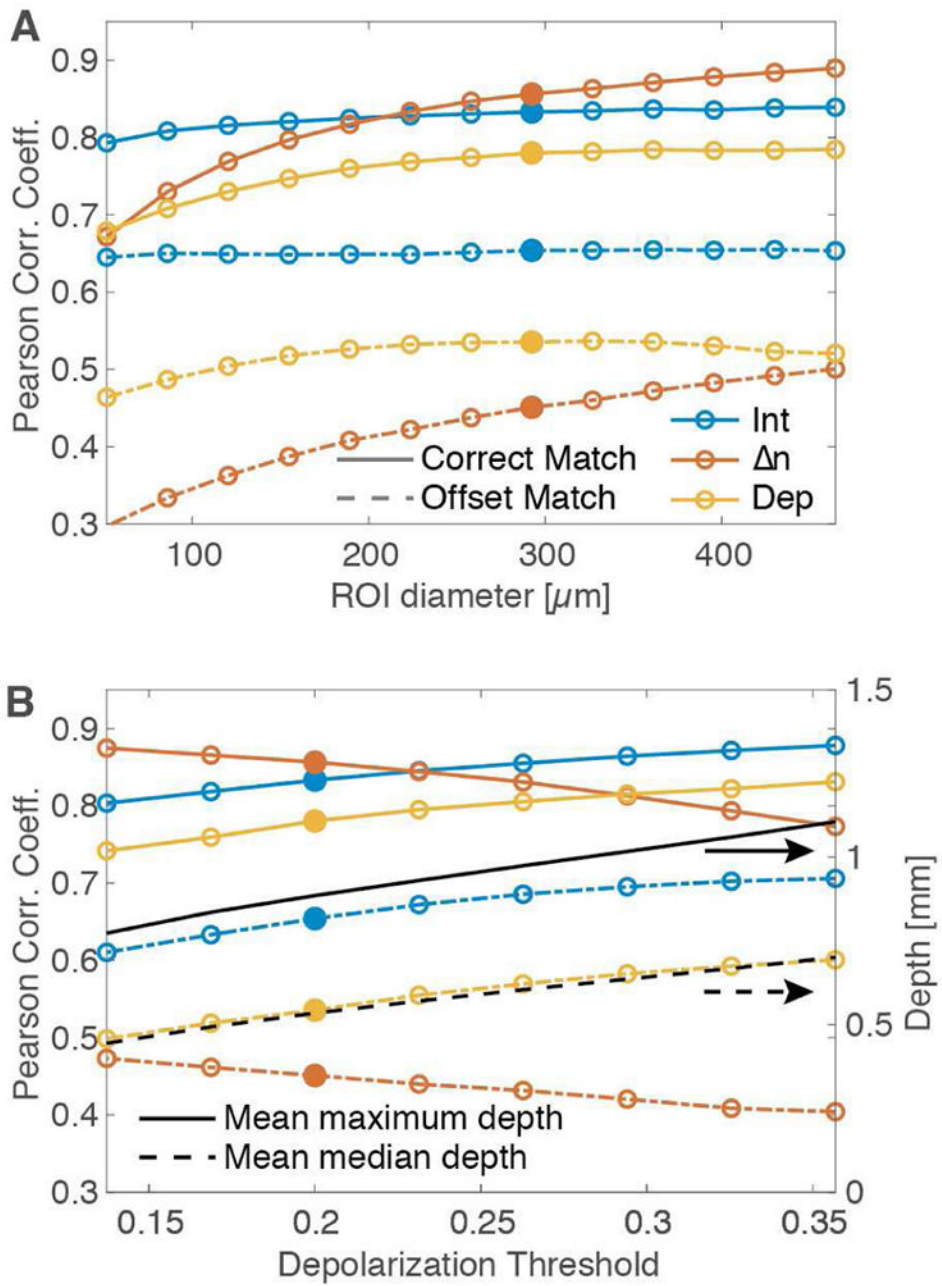 A
Pearson Corr. Coeff.
0.9
0.8
0.7
0.6
0.5
0.4
0.3
Correct Match
Offset Match
Int
Δn
Dep
100
200
300
400
ROI diameter [µm]
B
Pearson Corr. Coeff.
0.9
0.8
0.7
0.6
0.5
0.4
0.3
1.5
1
0.5
0
Depth [mm]
Mean maximum depth
Mean median depth
0.15
0.2
0.25
0.3
0.35
Depolarization Threshold